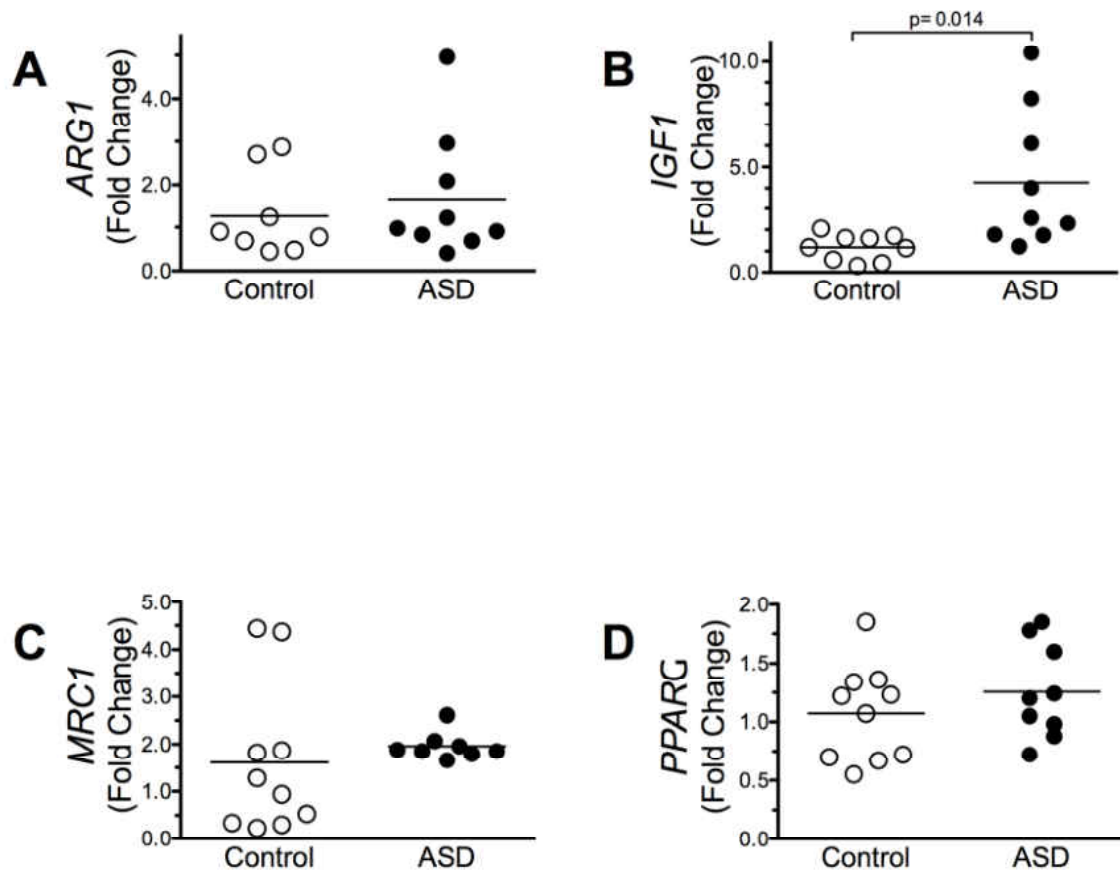 A
ARG1
(Fold Change)
4.0
2.0
0.0
Control ASD
B
IGF1
(Fold Change)
p= 0.014
10.0
5.0
0.0
Control ASD
C
MRC1
(Fold Change)
5.0
4.0
3.0
2.0
1.0
0.0
Control ASD
D
PPARG
(Fold Change)
2.0
1.5
1.0
0.5
0.0
Control ASD